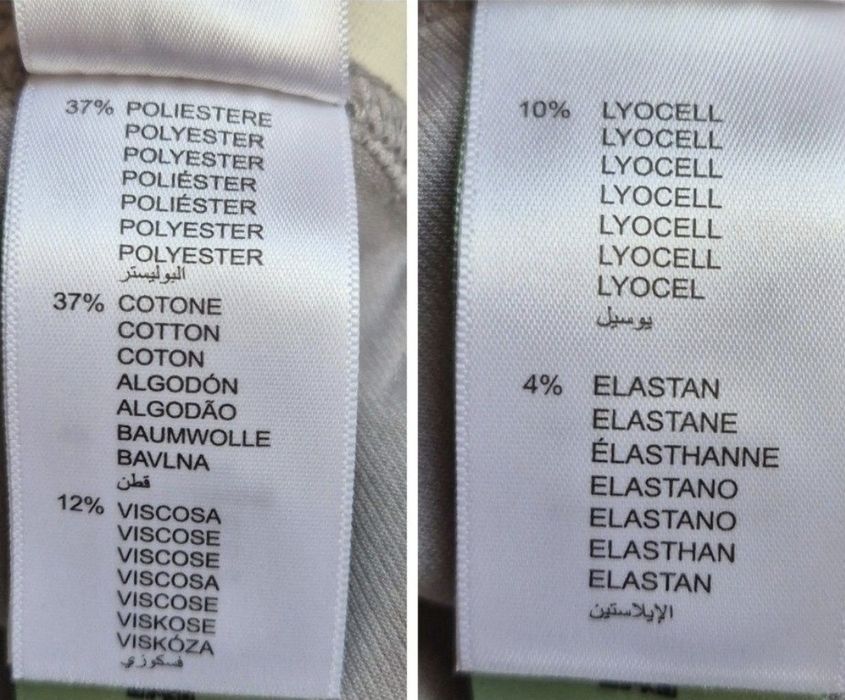 37% POLIESTERE
POLYESTER
POLYESTER
POLIÉSTER
POLIÉSTER
POLYESTER
POLYESTER
البوليستر
37% COTONE
COTTON
COTON
ALGODÓN
ALGODÃO
BAUMWOLLE
BAVLNA
قطن
12% VISCOSA
VISCOSE
VISCOSE
VISCOSA
VISCOSE
VISKOSE
VISKÓZA
فسكوزي
10% LYOCELL
LYOCELL
LYOCELL
LYOCELL
LYOCELL
LYOCELL
LYOCEL
يوسيل
4% ELASTAN
ELASTANE
ÉLASTHANNE
ELASTANO
ELASTANO
ELASTHAN
ELASTAN
الإيلاستين